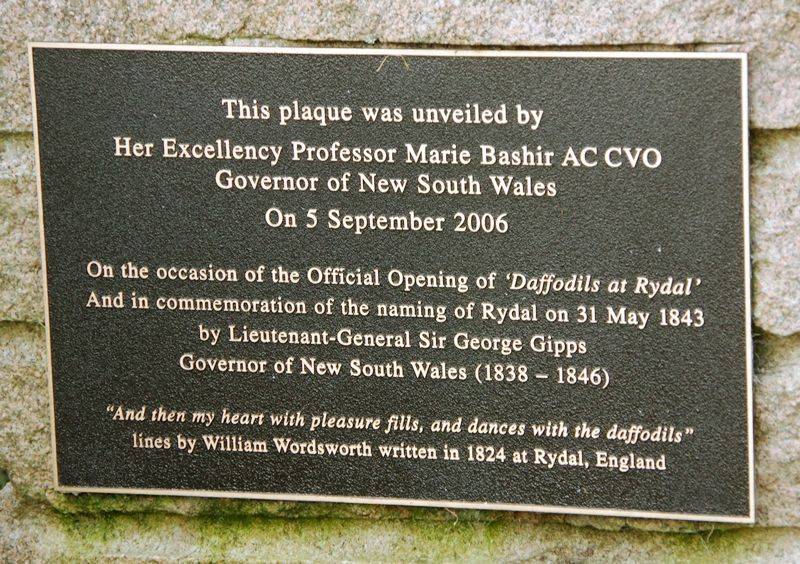 This plaque was unveiled by
Her Excellency Professor Marie Bashir AC CVO
Governor of New South Wales
On 5 September 2006
On the occasion of the Official Opening of ‘Daffodils at Rydal’
And in commemoration of the naming of Rydal on 31 May 1843
by Lieutenant-General Sir George Gipps
Governor of New South Wales (1838 – 1846)
“And then my heart with pleasure fills, and dances with the daffodils”
lines by William Wordsworth written in 1824 at Rydal, England